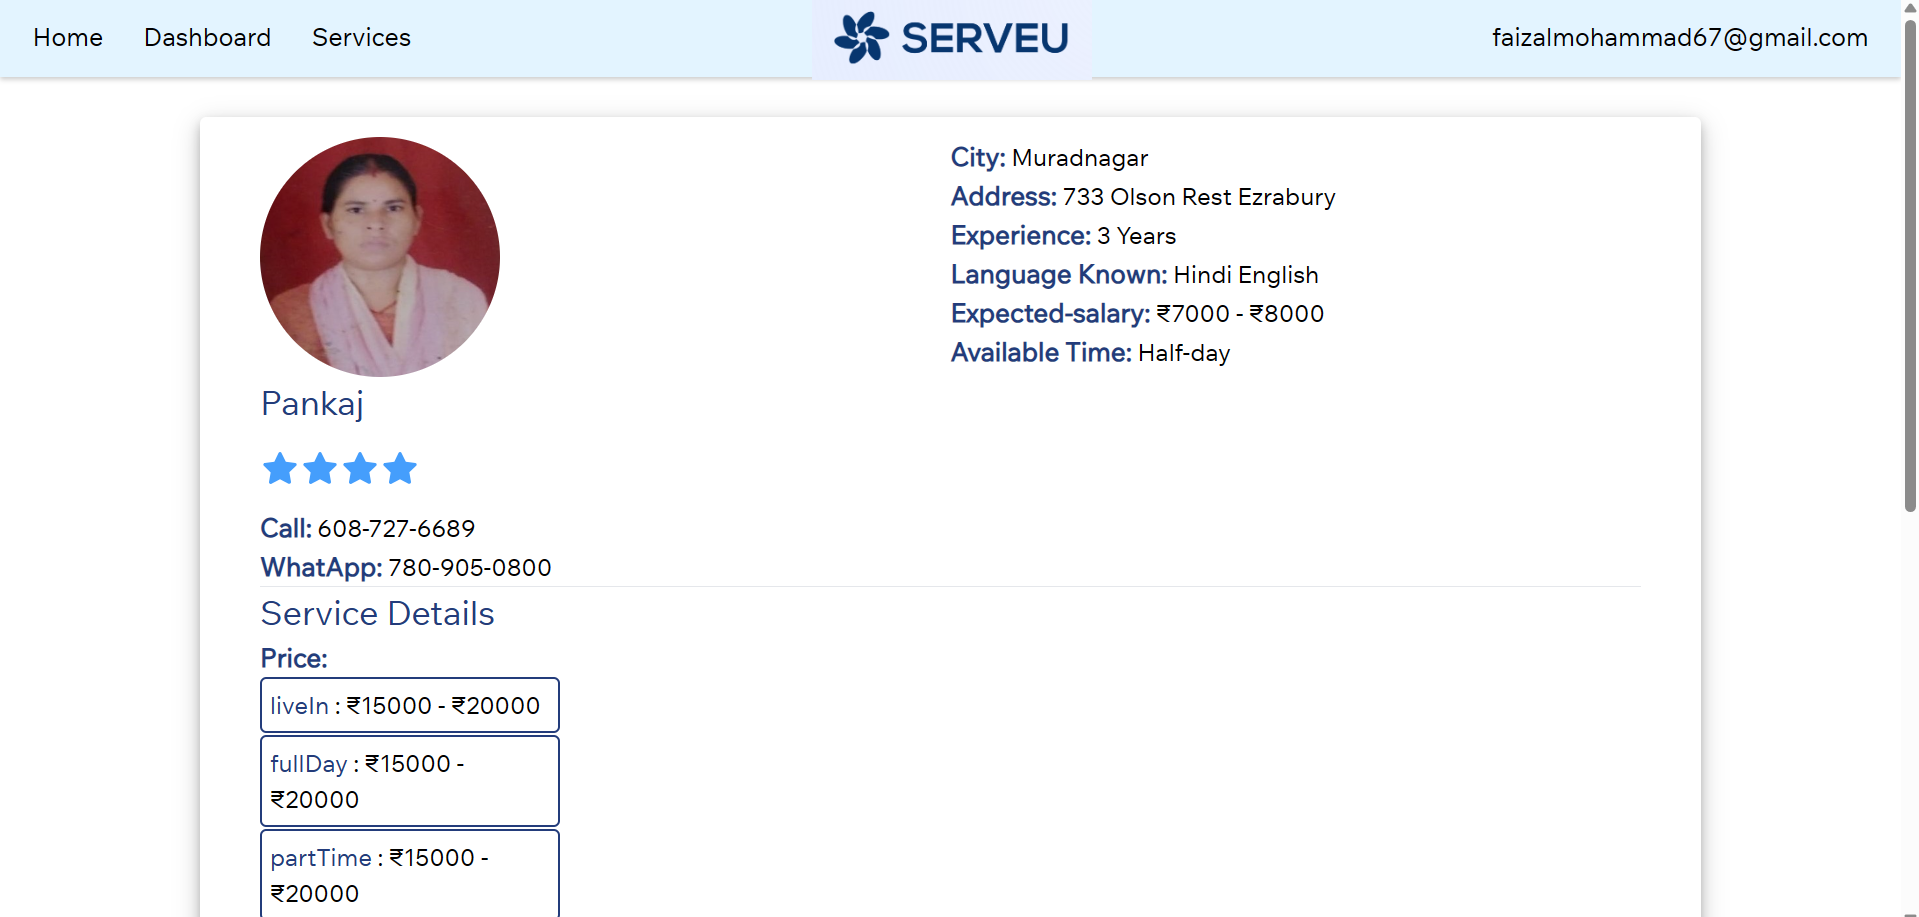 Home Dashboard Services SERVEU faizalmohammad67@gmail.com
Pankaj
Call: 608-727-6689
WhatApp: 780-905-0800
City: Muradnagar
Address: 733 Olson Rest Ezrabury
Experience: 3 Years
Language Known: Hindi English
Expected-salary: ₹7000 - ₹8000
Available Time: Half-day
Service Details
Price:
liveIn : ₹15000 - ₹20000
fullDay : ₹15000 -
₹20000
partTime : ₹15000 -
₹20000